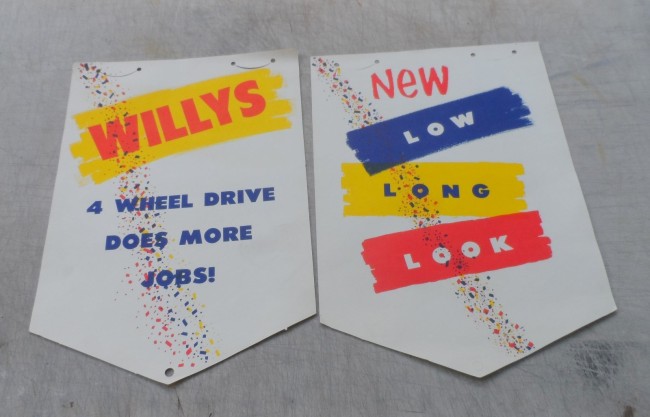 WILLYS
4 WHEEL DRIVE
DOES MORE
JOBS!
New
LOW
LONG
LOOK